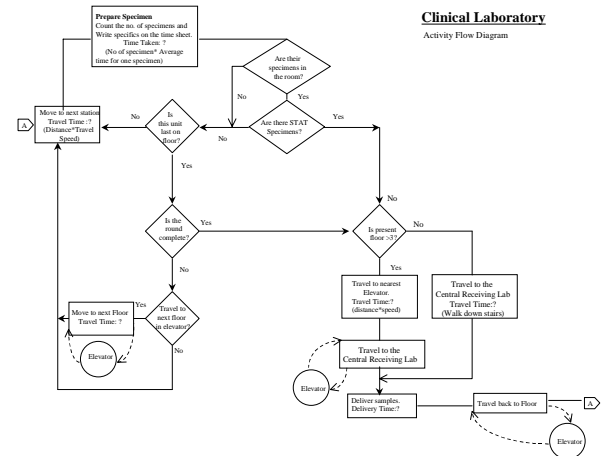 Clinical Laboratory
Activity Flow Diagram
Prepare Specimen
Count the no. of specimens and
Write specifics on the time sheet.
Time Taken: ?
(No of specimen* Average
time for one specimen)
Are their
specimens in
the room?
No
Yes
A
Move to next station
Travel Time :?
(Distance*Travel
Speed)
No
Is
this unit
last on
floor?
No
Are there STAT
Specimens?
Yes
Yes
No
Is the
round
complete?
Yes
Is present
floor >3?
No
No
Yes
Travel to nearest
Elevator.
Travel Time:?
(distance*speed)
Travel to the
Central Receiving Lab
Travel Time:?
(Walk down stairs)
Move to next Floor
Travel Time: ?
Yes
Travel to
next floor
in elevator?
No
Elevator
Travel to the
Central Receiving Lab
Elevator
Deliver samples.
Delivery Time:?
Travel back to Floor
A
Elevator